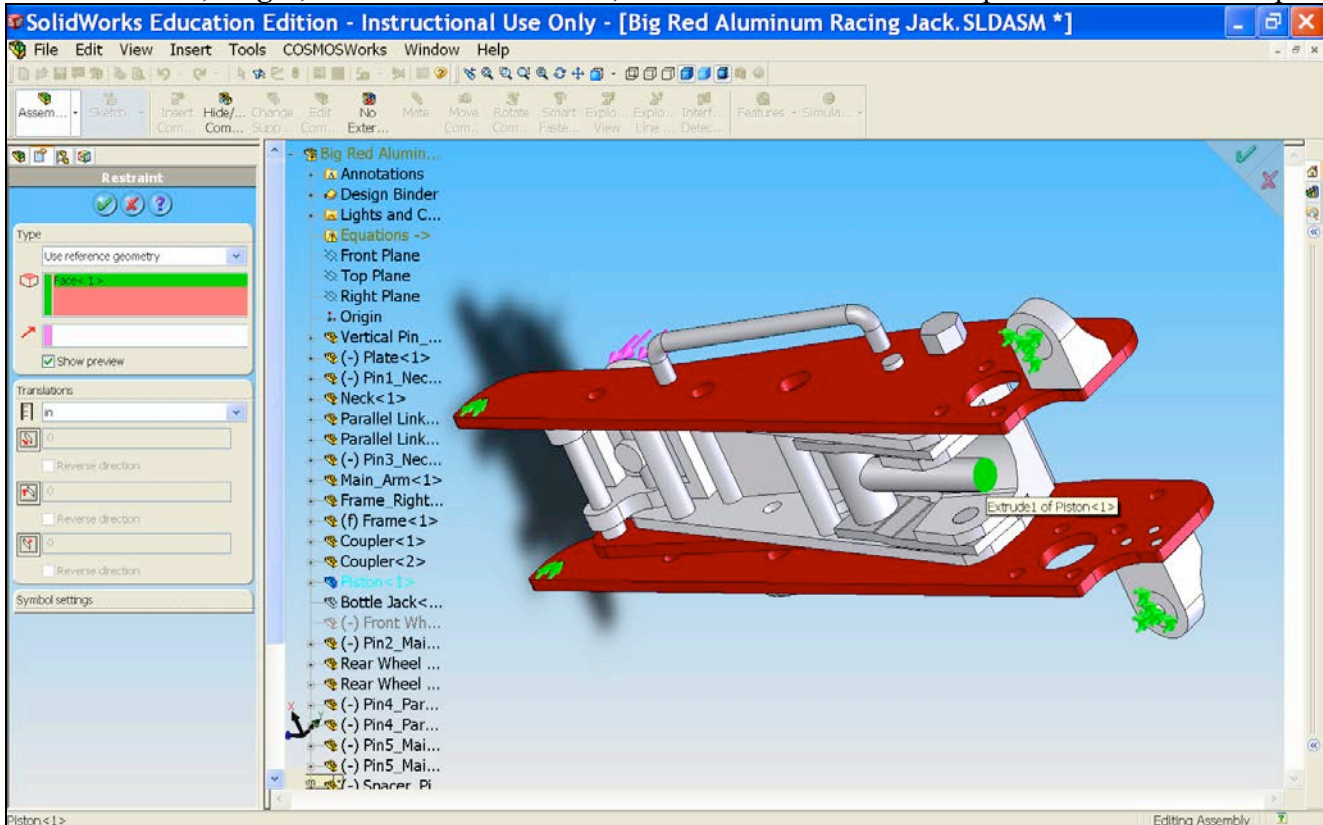 SolidWorks Education Edition - Instructional Use Only - [Big Red Aluminum Racing Jack.SLDASM *]
File Edit View Insert Tools COSMOSWorks Window Help
Assem... Sketch Insert Com... Hide/... Com... Change Supp... Edit Com... No Exter... Mate Move Com... Rotate Com... Smart Faste... Explo... View Explo... Line ... Interf... Detec... Features Simula...
Restraint
Type
Use reference geometry
Face<1>
Show preview
Translations
in
0
Reverse direction
0
Reverse direction
0
Reverse direction
Symbol settings
Big Red Alumin...
Annotations
Design Binder
Lights and C...
Equations ->
Front Plane
Top Plane
Right Plane
Origin
Vertical Pin_...
(-) Plate<1>
(-) Pin1_Nec...
Neck<1>
Parallel Link...
Parallel Link...
(-) Pin3_Nec...
Main_Arm<1>
Frame_Right...
(f) Frame<1>
Coupler<1>
Coupler<2>
Piston<1>
Bottle Jack<...
(-) Front Wh...
(-) Pin2_Mai...
Rear Wheel ...
Rear Wheel ...
(-) Pin4_Par...
(-) Pin4_Par...
(-) Pin5_Mai...
(-) Pin5_Mai...
(-) Spacer_Pi
Extrude1 of Piston<1>
X
Y
Piston<1>
Editing Assembly